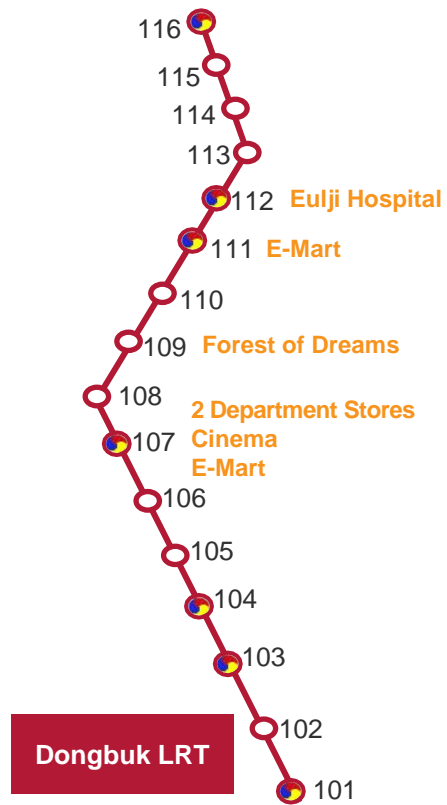 116
115
114
113
112 Eulji Hospital
111 E-Mart
110
109 Forest of Dreams
108
2 Department Stores
107 Cinema
E-Mart
106
105
104
103
102
Dongbuk LRT
101